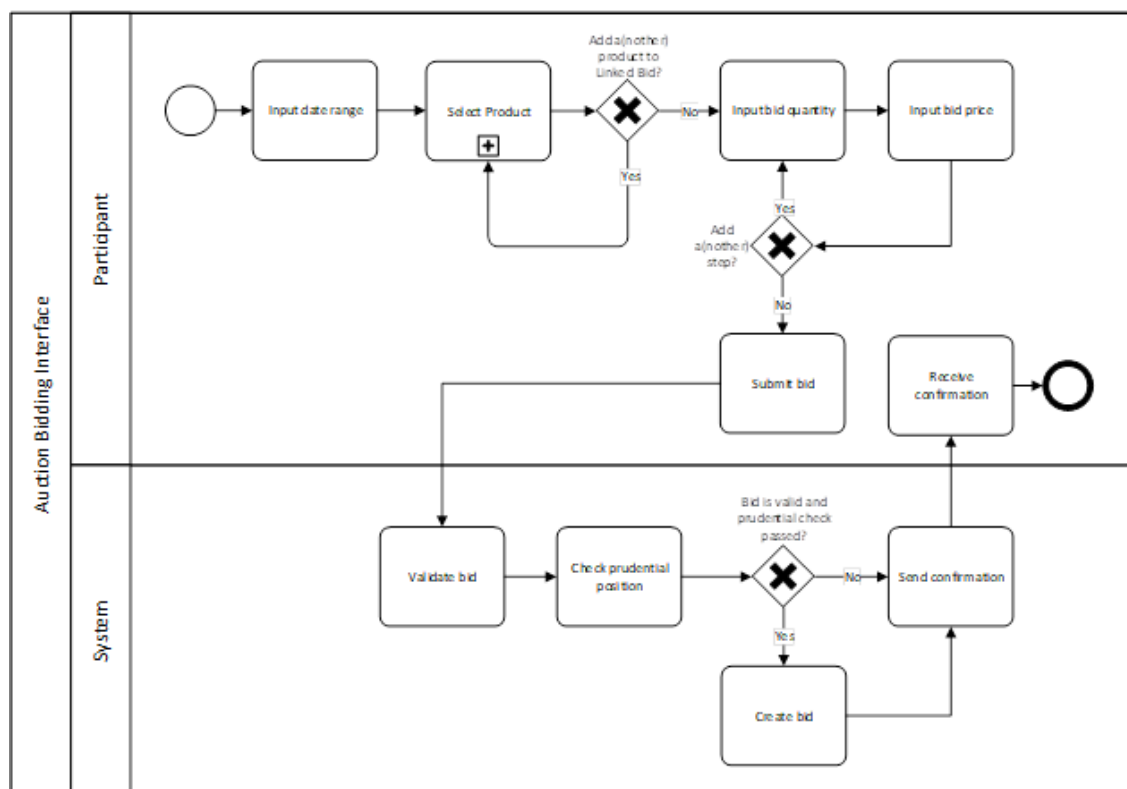 Auction Bidding Interface
Participant
Input date range
Select Product
Add a(nother)
product to
Linked Bid?
No
Yes
Input bid quantity
Input bid price
Yes
Add
a(nother)
step?
No
Submit bid
Receive
confirmation
System
Validate bid
Check prudential
position
Bid is valid and
prudential check
passed?
No
Yes
Send confirmation
Create bid